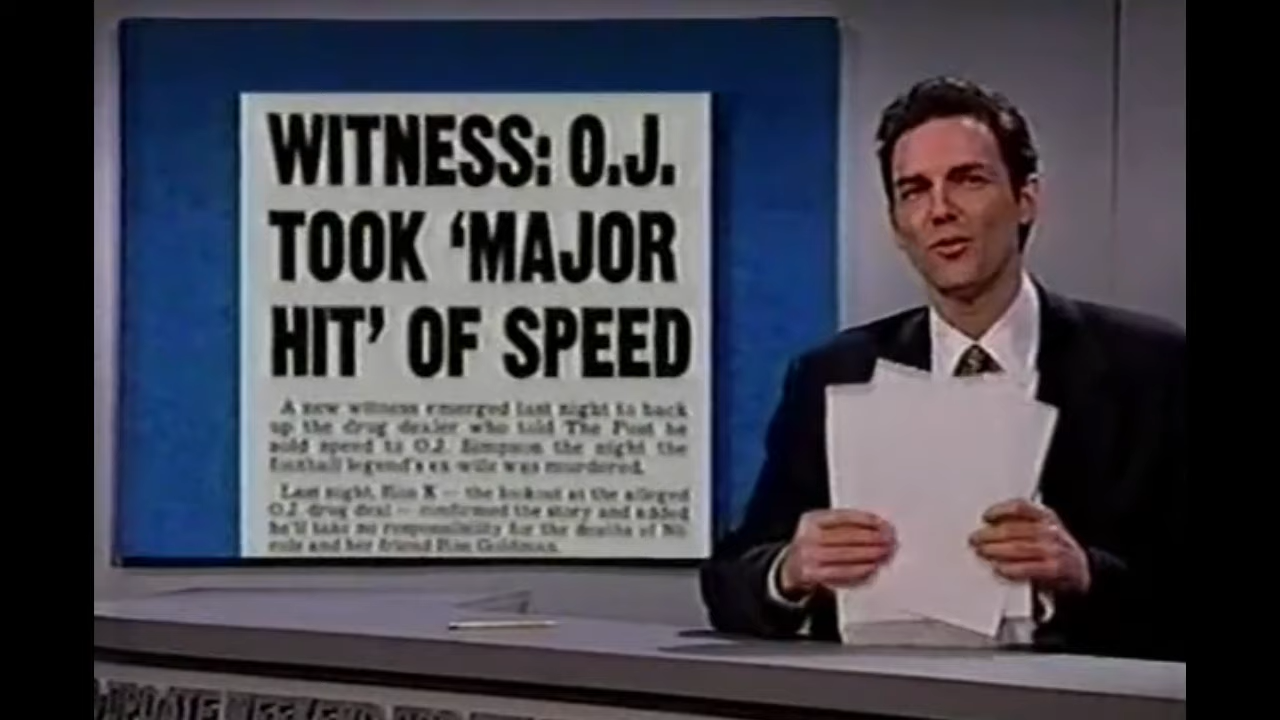 WITNESS: O.J.
TOOK ‘MAJOR
HIT’ OF SPEED
A new witness emerged last night to back
up the drug dealer who told The Post he
sold speed to O.J. Simpson the night the
football legend's ex-wife was murdered.
Last night, Ron X — the lookout at the alleged
O.J. drug deal — confirmed the story and added
he'll take no responsibility for the deaths of Ni-
cole and her friend Ron Goldman.
UPDATE WEEKEND